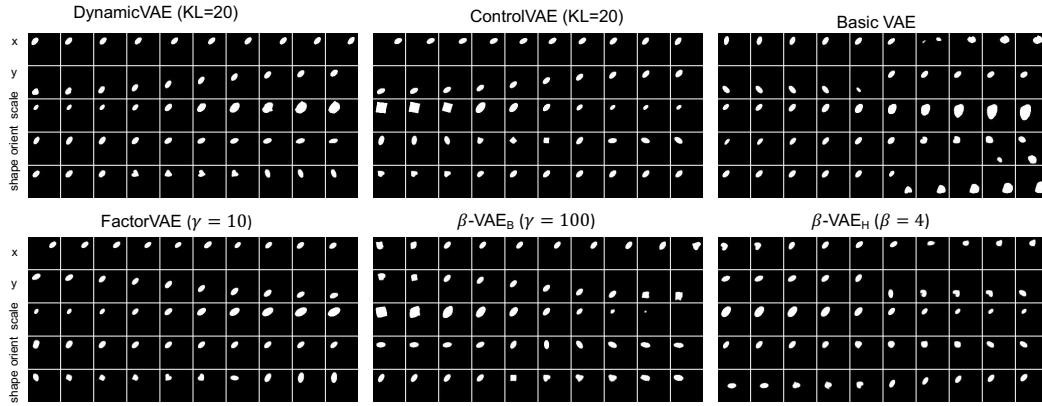 DynamicVAE (KL=20)
ControlVAE (KL=20)
Basic VAE
x
y
scale
orient
shape
FactorVAE (γ = 10)
β-VAE_B (γ = 100)
β-VAE_H (β = 4)
x
y
scale
orient
shape